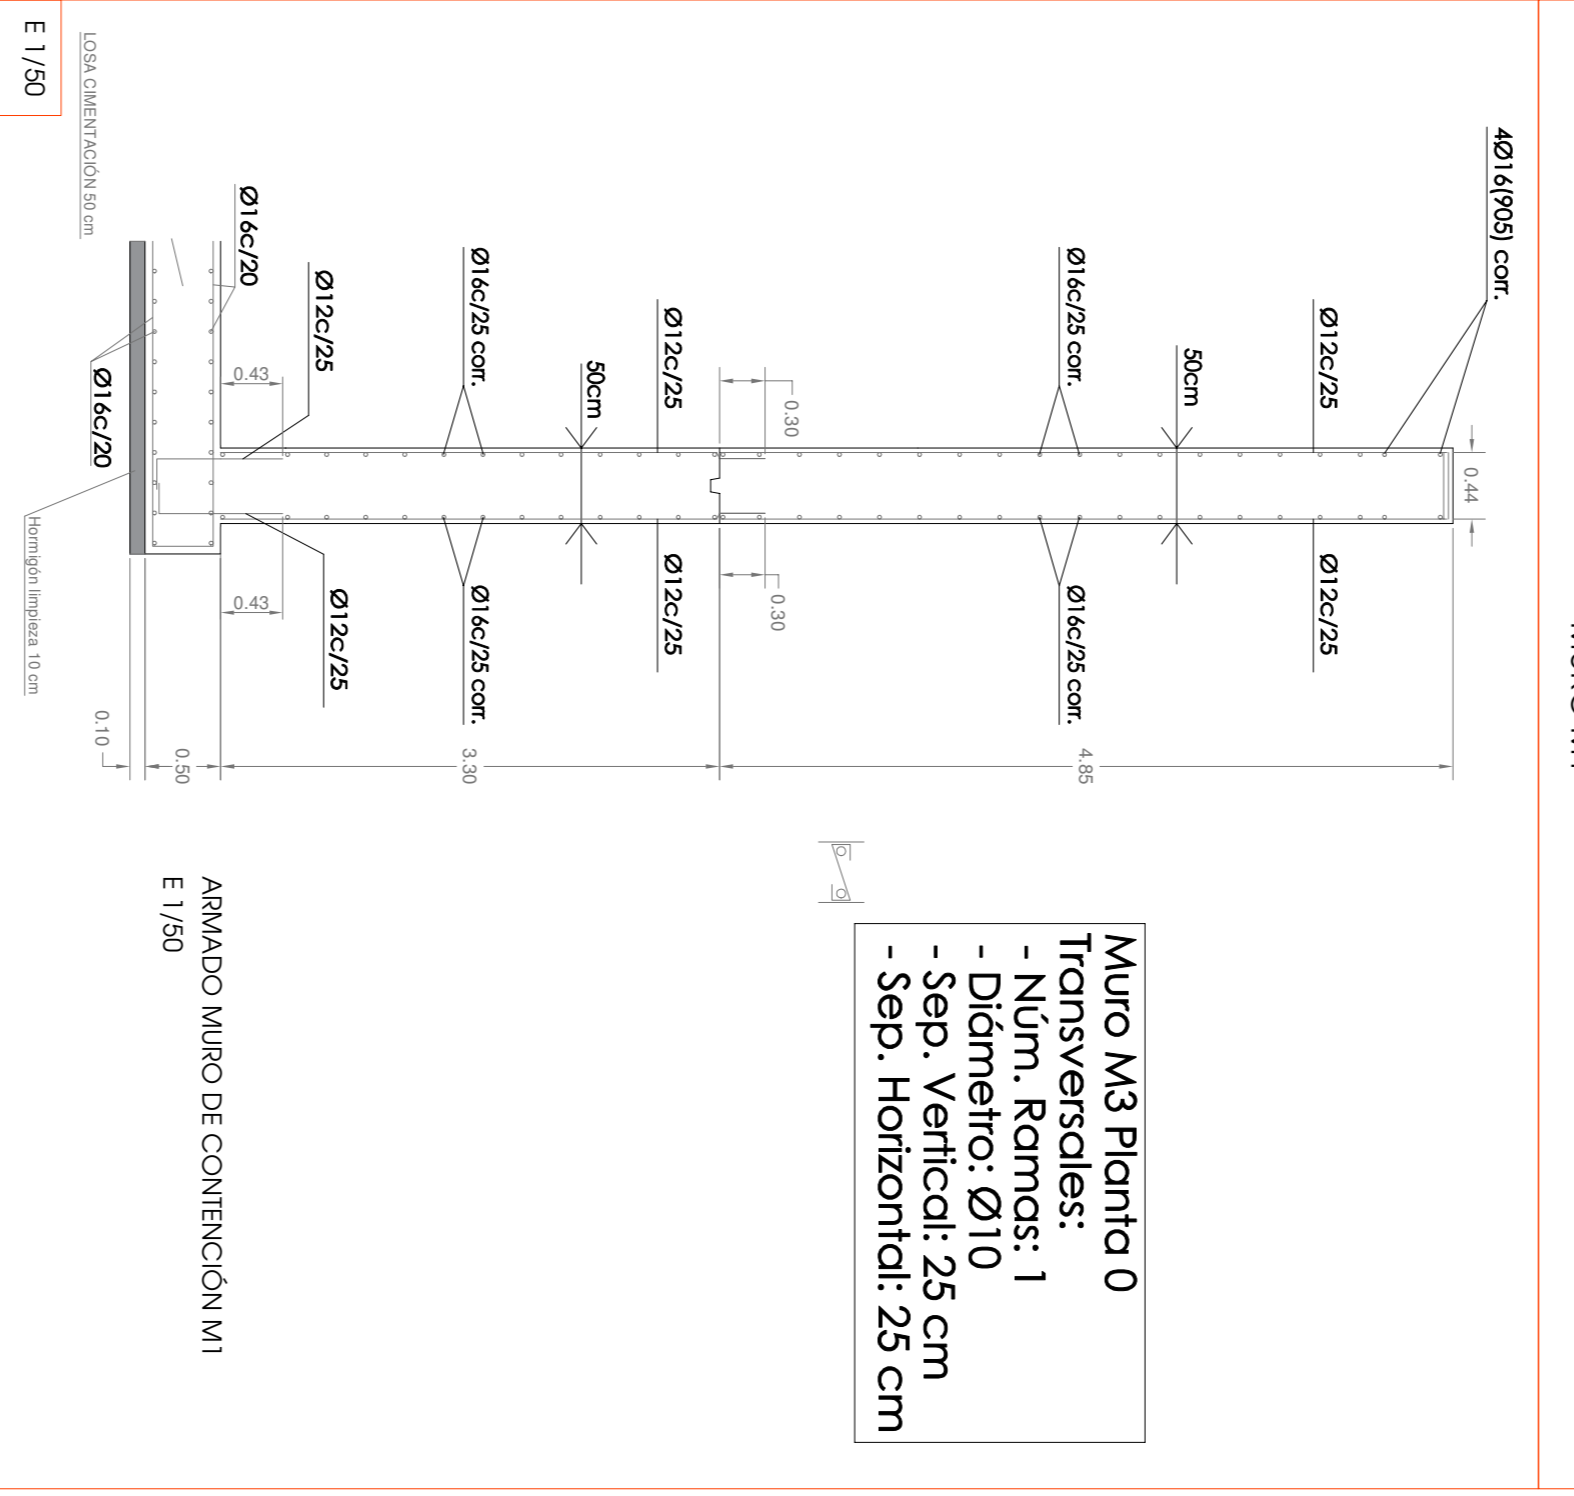 4Ø16(905) corr.
Ø12c/25
0.44
Ø12c/25
50cm
Ø16c/25 corr.
Ø16c/25 corr.
4.85
0.30
0.30
Ø12c/25
Ø12c/25
50cm
Ø16c/25 corr.
Ø16c/25 corr.
3.30
Ø12c/25
Ø12c/25
0.43
0.43
Ø16c/20
0.50
Ø16c/20
0.10
LOSA CIMENTACIÓN 50 cm
Hormigón limpieza 10 cm
E 1/50
Muro M3 Planta 0
Transversales:
- Núm. Ramas: 1
- Diámetro: Ø10
- Sep. Vertical: 25 cm
- Sep. Horizontal: 25 cm
ARMADO MURO DE CONTENCIÓN M1
E 1/50